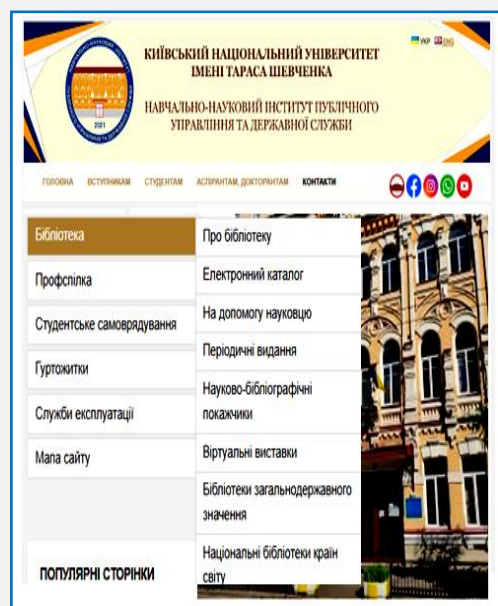 КИЇВСЬКИЙ НАЦІОНАЛЬНИЙ УНІВЕРСИТЕТ
ІМЕНІ ТАРАСА ШЕВЧЕНКА
УКР ENG
НАВЧАЛЬНО-НАУКОВИЙ ІНСТИТУТ ПУБЛІЧНОГО
УПРАВЛІННЯ ТА ДЕРЖАВНОЇ СЛУЖБИ
2021
ГОЛОВНА ВСТУПНИКАМ СТУДЕНТАМ АСПІРАНТАМ, ДОКТОРАНТАМ КОНТАКТИ
Бібліотека
Профспілка
Студентське самоврядування
Гуртожитки
Служби експлуатації
Мапа сайту
ПОПУЛЯРНІ СТОРІНКИ
Про бібліотеку
Електронний каталог
На допомогу науковцю
Періодичні видання
Науково-бібліографічні
покажчики
Віртуальні виставки
Бібліотеки загальнодержавного
значення
Національні бібліотеки країн
світу